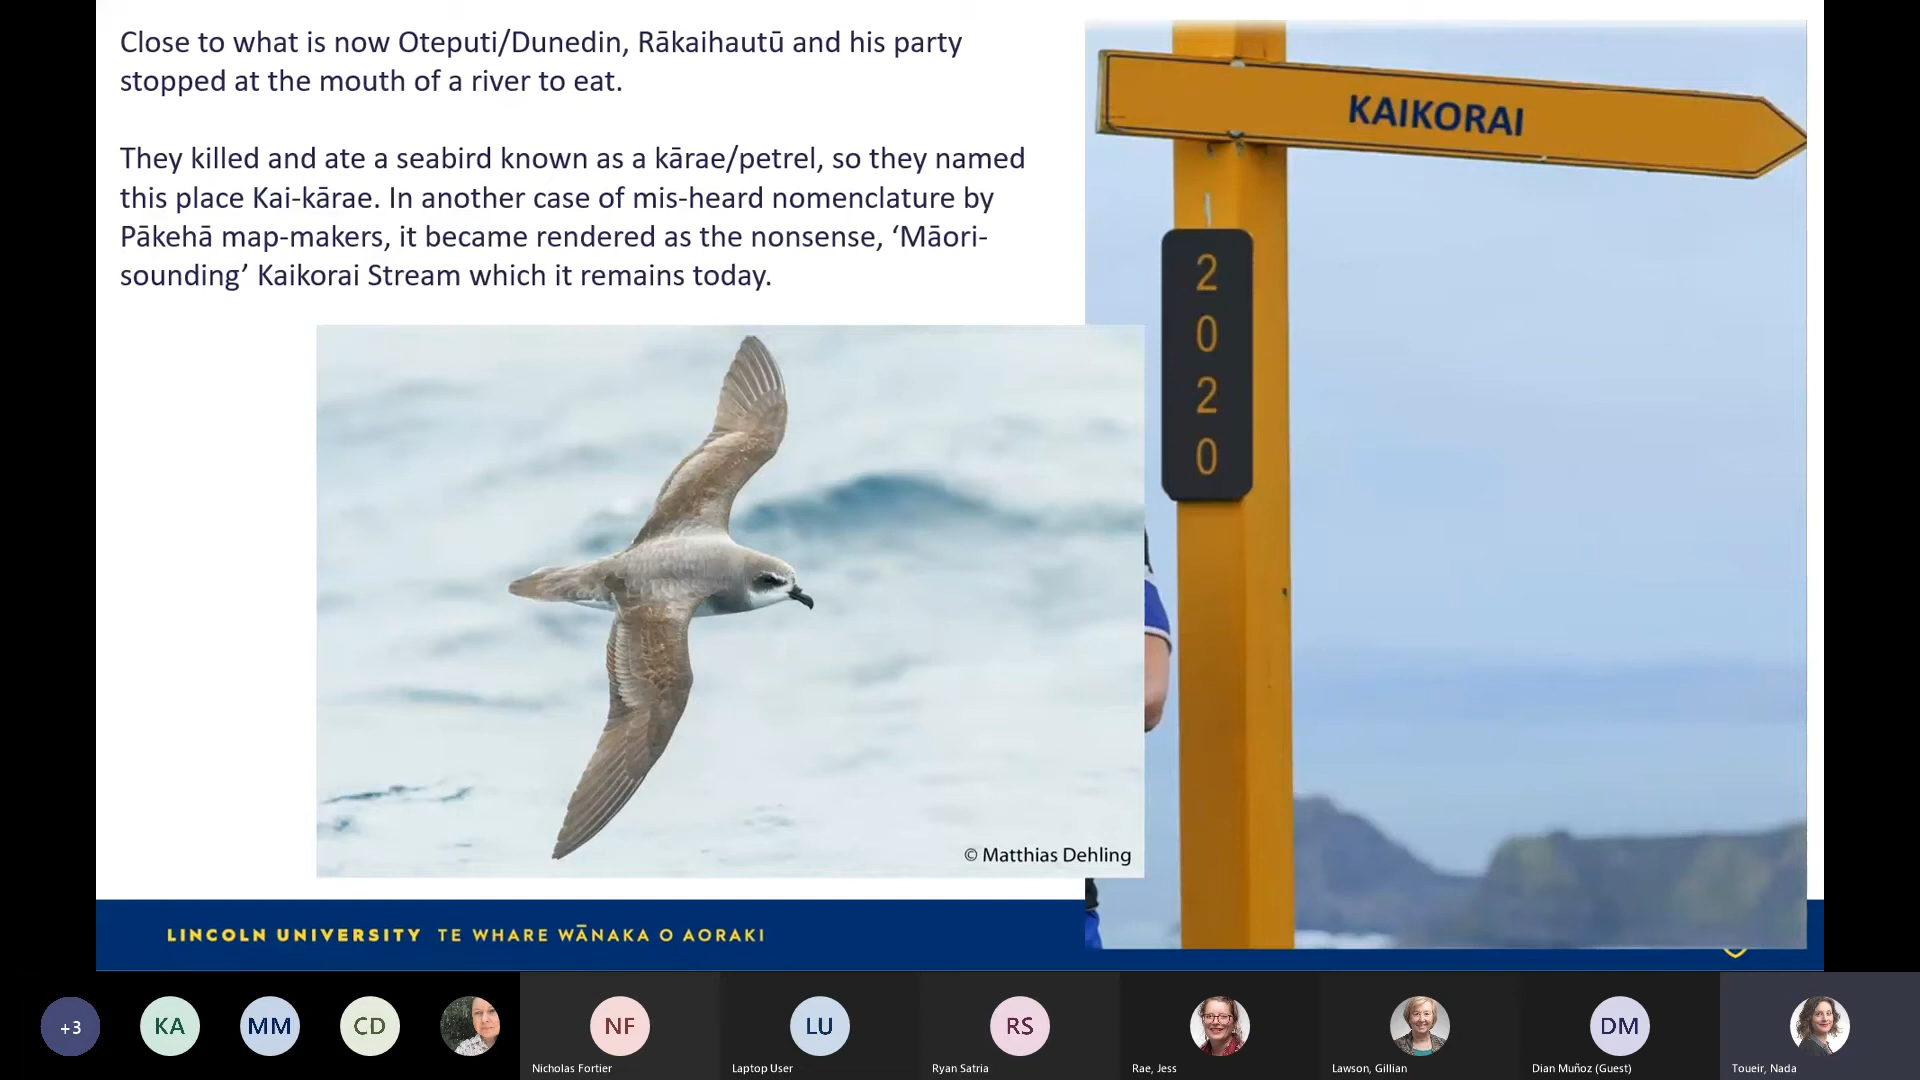 Close to what is now Oteputi/Dunedin, Rākaihautū and his party
stopped at the mouth of a river to eat.
They killed and ate a seabird known as a kārae/petrel, so they named
this place Kai-kārae. In another case of mis-heard nomenclature by
Pākehā map-makers, it became rendered as the nonsense, ‘Māori-
sounding’ Kaikorai Stream which it remains today.
KAIKORAI
2
0
2
0
© Matthias Dehling
LINCOLN UNIVERSITY TE WHARE WĀNAKA O AORAKI
+3
KA
MM
CD
NF
LU
RS
DM
Nicholas Fortier
Laptop User
Ryan Satria
Rae, Jess
Lawson, Gillian
Dian Muñoz (Guest)
Toueir, Nada